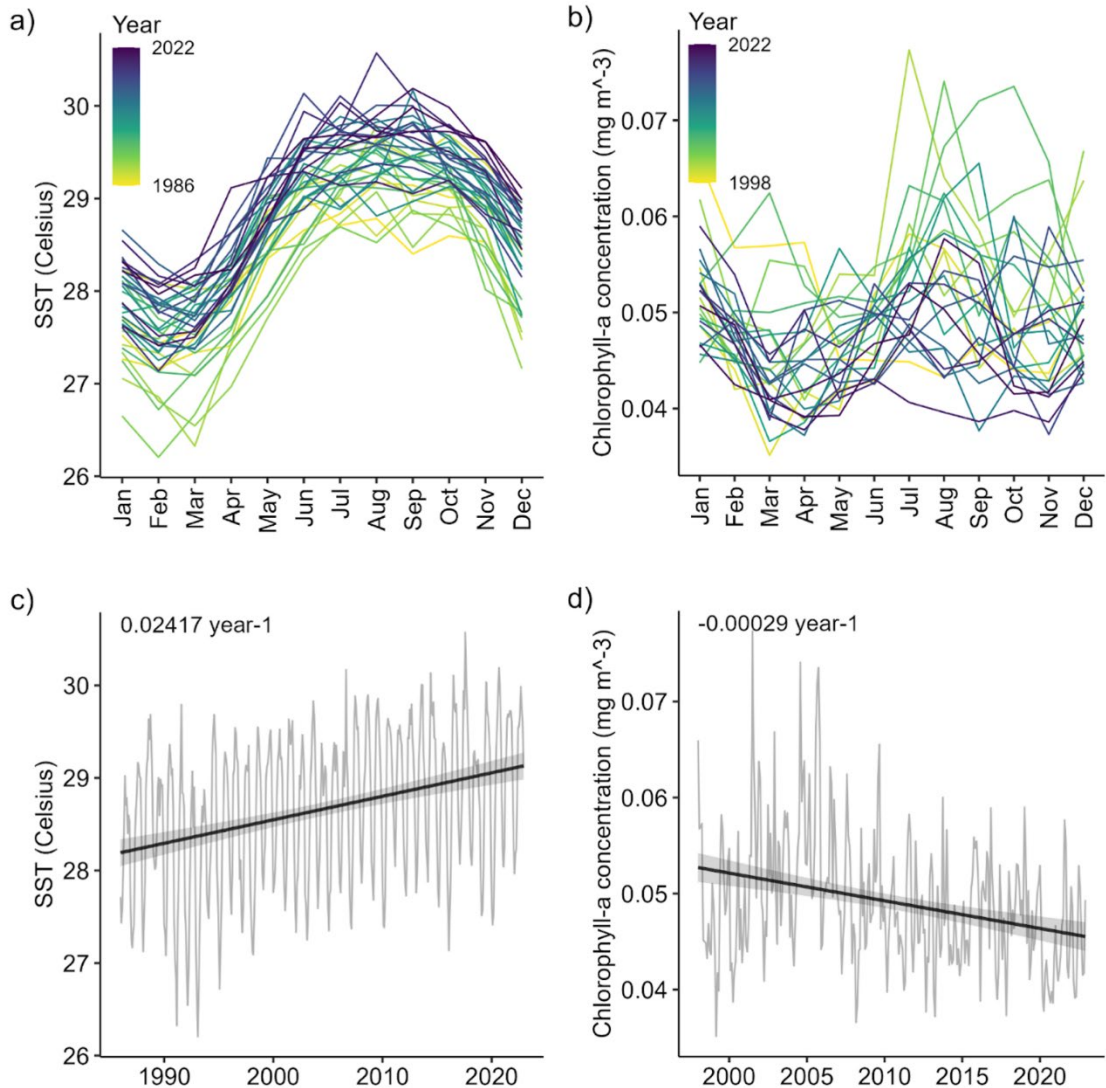 a)
Year
2022
1986
SST (Celsius)
30
29
28
27
26
Jan
Feb
Mar
Apr
May
Jun
Jul
Aug
Sep
Oct
Nov
Dec
b)
Year
2022
1998
Chlorophyll-a concentration (mg m^-3)
0.07
0.06
0.05
0.04
Jan
Feb
Mar
Apr
May
Jun
Jul
Aug
Sep
Oct
Nov
Dec
c)
0.02417 year-1
SST (Celsius)
30
29
28
27
26
1990
2000
2010
2020
d)
-0.00029 year-1
Chlorophyll-a concentration (mg m^-3)
0.07
0.06
0.05
0.04
2000
2005
2010
2015
2020